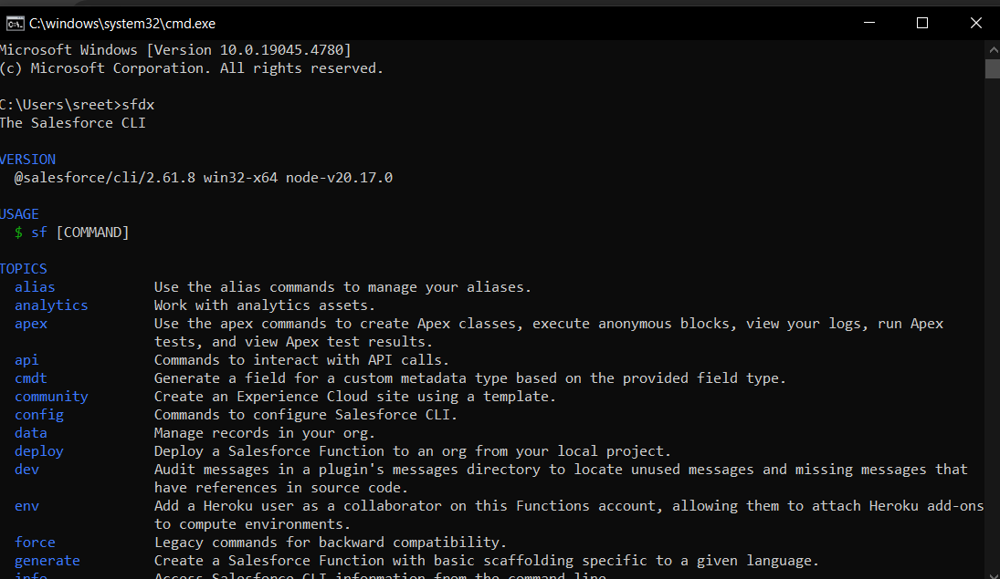 C:\windows\system32\cmd.exe
Microsoft Windows [Version 10.0.19045.4780]
(c) Microsoft Corporation. All rights reserved.
C:\Users\sreet>sfdx
The Salesforce CLI
VERSION
@salesforce/cli/2.61.8 win32-x64 node-v20.17.0
USAGE
$ sf [COMMAND]
TOPICS
alias Use the alias commands to manage your aliases.
analytics Work with analytics assets.
apex Use the apex commands to create Apex classes, execute anonymous blocks, view your logs, run Apex
tests, and view Apex test results.
api Commands to interact with API calls.
cmdt Generate a field for a custom metadata type based on the provided field type.
community Create an Experience Cloud site using a template.
config Commands to configure Salesforce CLI.
data Manage records in your org.
deploy Deploy a Salesforce Function to an org from your local project.
dev Audit messages in a plugin's messages directory to locate unused messages and missing messages that
have references in source code.
env Add a Heroku user as a collaborator on this Functions account, allowing them to attach Heroku add-ons
to compute environments.
force Legacy commands for backward compatibility.
generate Create a Salesforce Function with basic scaffolding specific to a given language.
info Access Salesforce CLI information from the command line.